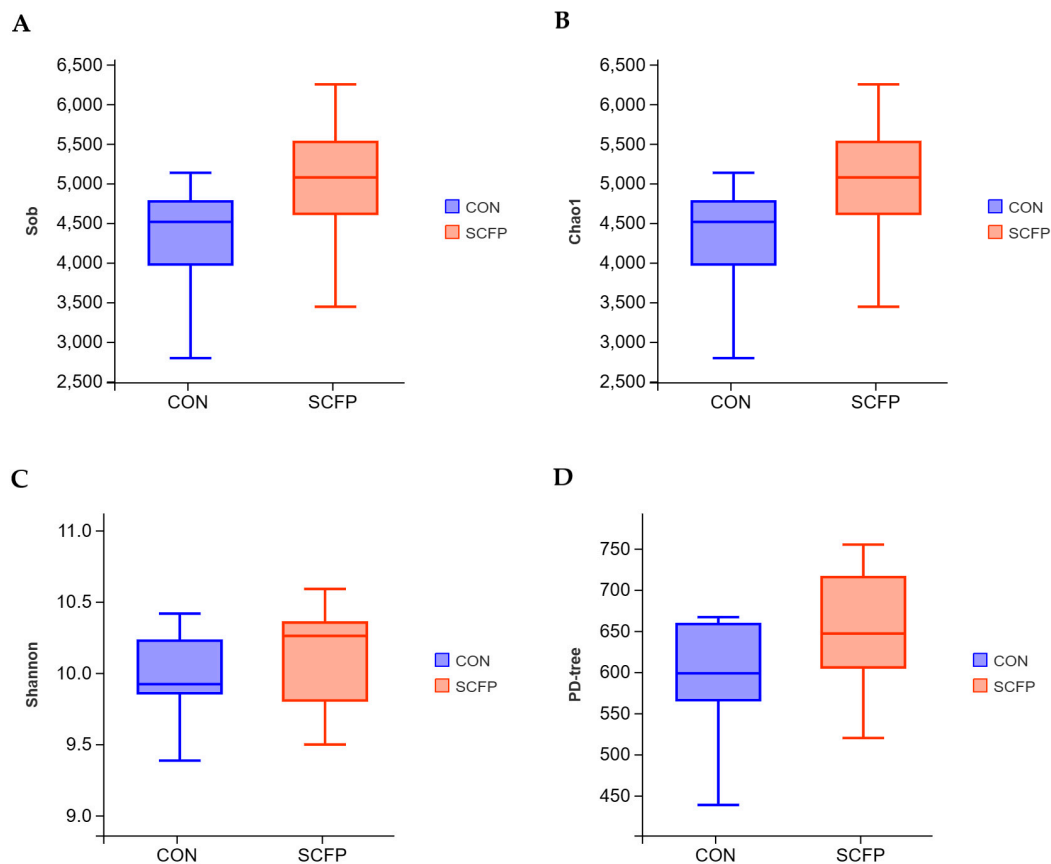 A
6,500
6,000
5,500
5,000
4,500
4,000
3,500
3,000
2,500
Sob
CON
SCFP
CON
SCFP
B
6,500
6,000
5,500
5,000
4,500
4,000
3,500
3,000
2,500
Chao1
CON
SCFP
CON
SCFP
C
11.0
10.5
10.0
9.5
9.0
Shannon
CON
SCFP
CON
SCFP
D
750
700
650
600
550
500
450
PD-tree
CON
SCFP
CON
SCFP